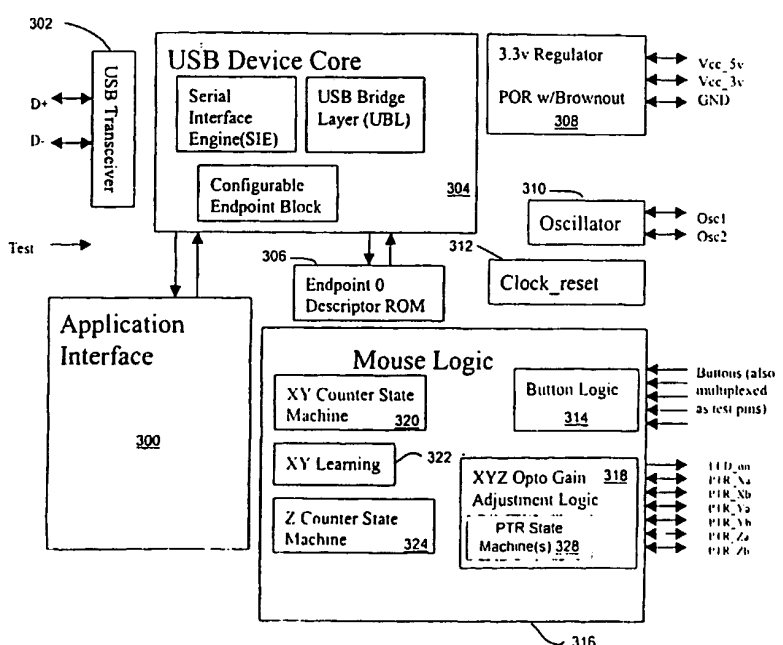 302
USB Transceiver
D+
D-
Test
USB Device Core
Serial
Interface
Engine(SIE)
USB Bridge
Layer (UBL)
Configurable
Endpoint Block
304
3.3v Regulator
POR w/Brownout
308
Vcc_5v
Vcc_3v
GND
310
Oscillator
Osc1
Osc2
312
Clock_reset
306
Endpoint 0
Descriptor ROM
Application
Interface
300
Mouse Logic
XY Counter State
Machine
320
XY Learning
322
Z Counter State
Machine
324
Button Logic
314
Buttons (also
multiplexed
as test pins)
XYZ Opto Gain
318
Adjustment Logic
PTR State
Machine(s) 328
PTR_Xa
PTR_Xb
PTR_Ya
PTR_Yb
PTR_Za
PTR_Zb
316